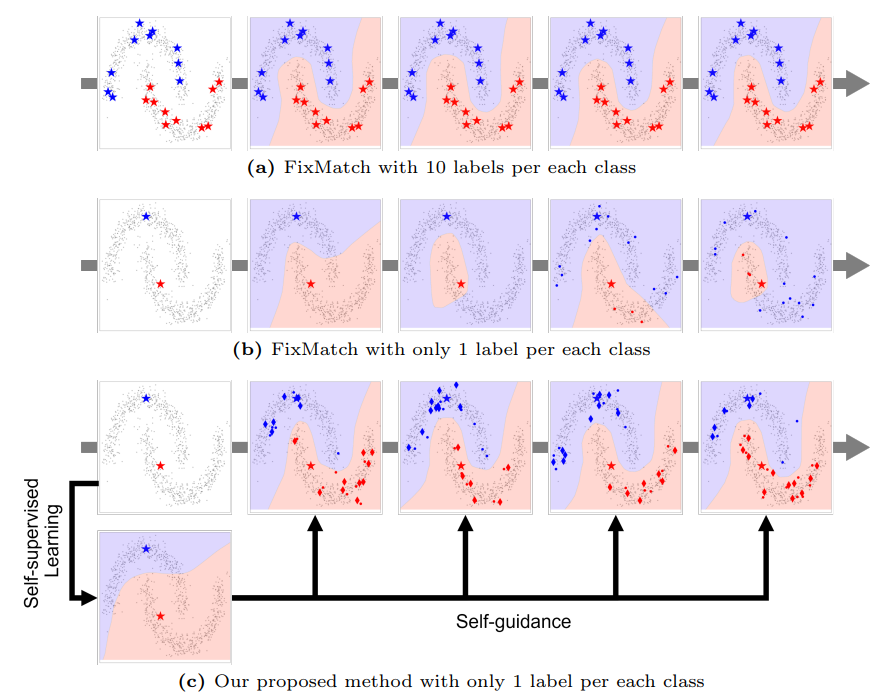 (a) FixMatch with 10 labels per each class
(b) FixMatch with only 1 label per each class
Self-supervised
Learning
Self-guidance
(c) Our proposed method with only 1 label per each class